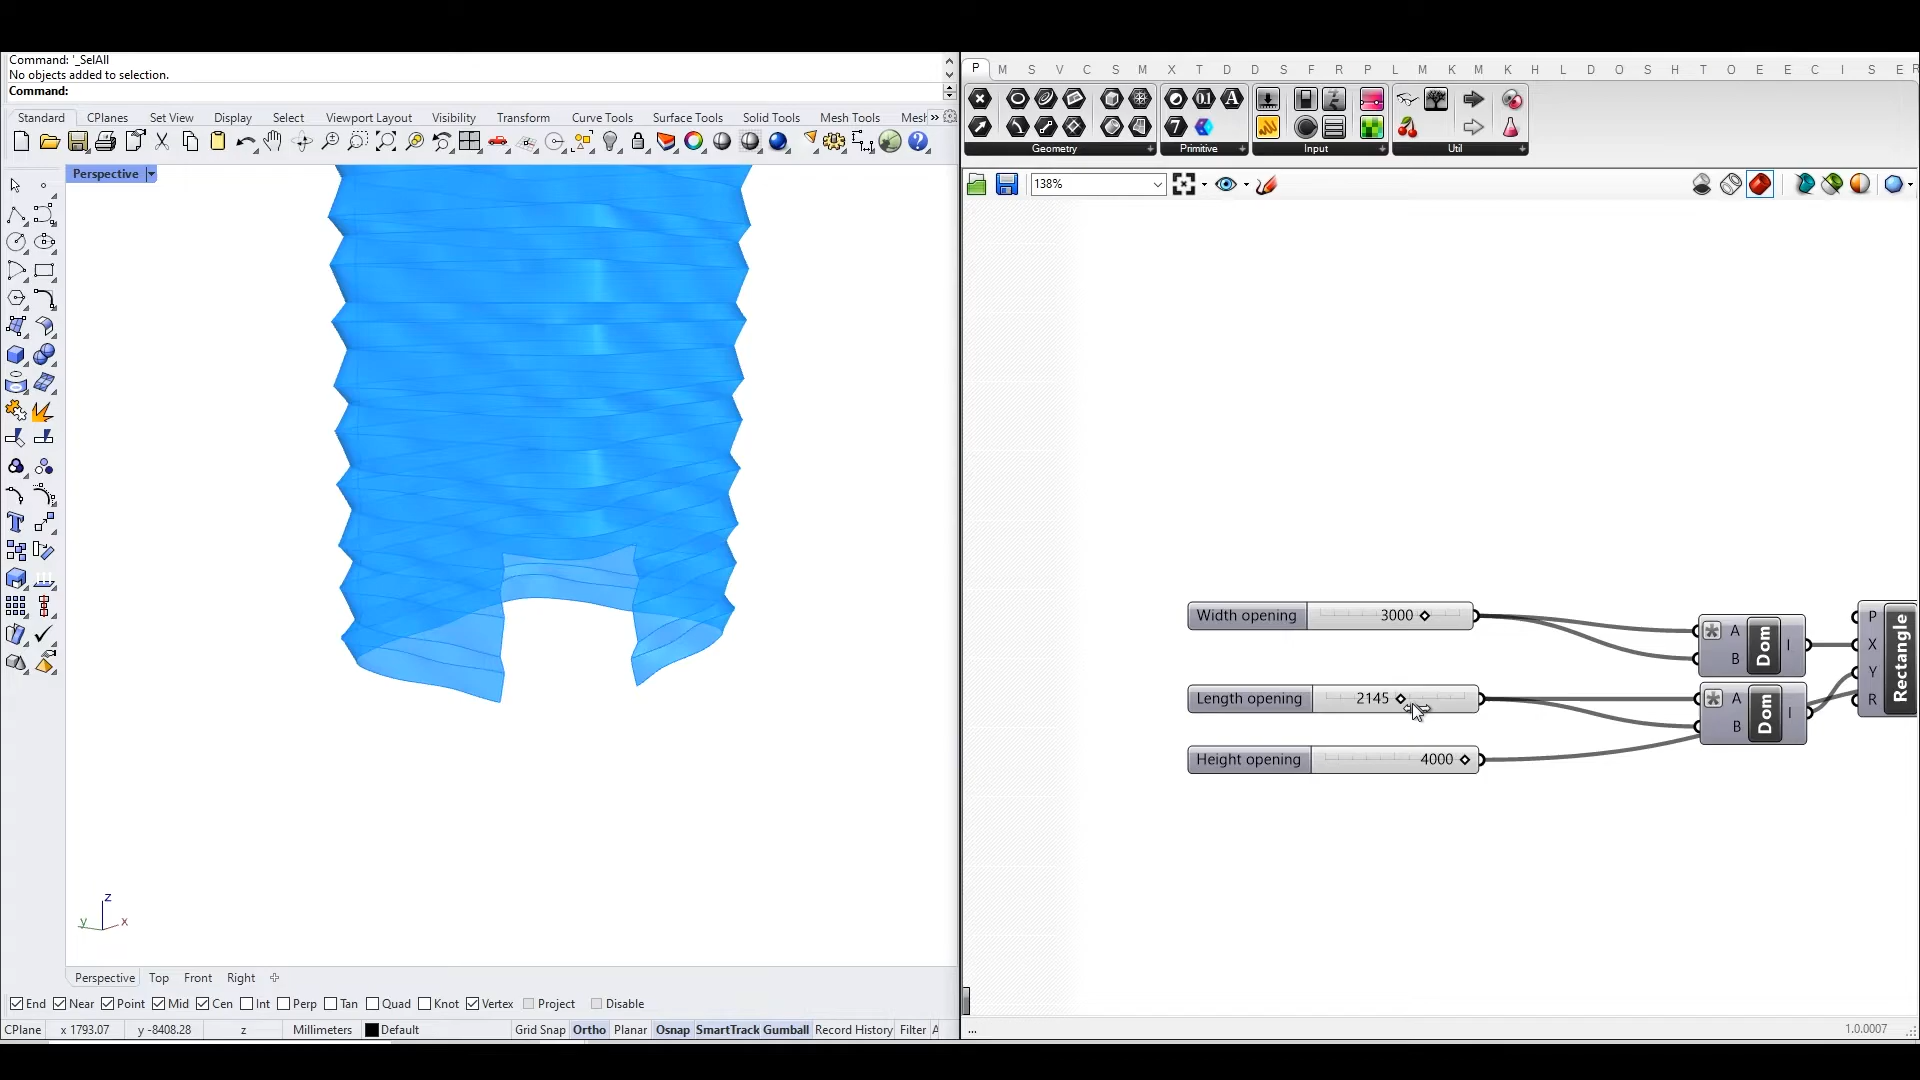 Command: '_SelAll
No objects added to selection.
Command:
Standard CPlanes Set View Display Select Viewport Layout Visibility Transform Curve Tools Surface Tools Solid Tools Mesh Tools Mesh »
Perspective
z
y x
Perspective Top Front Right
End Near Point Mid Cen Int Perp Tan Quad Knot Vertex Project Disable
CPlane x 1793.07 y -8408.28 z Millimeters Default Grid Snap Ortho Planar Osnap SmartTrack Gumball Record History Filter A
P M S V C S M X T D D S F R P L M K M K H L D O S H T O E E C I S E R
0.1 A
7
Geometry Primitive Input Util
138%
Width opening 3000
Length opening 2145
Height opening 4000
A B Dom I
A B Dom I
P X Y R Rectangle
... 1.0.0007